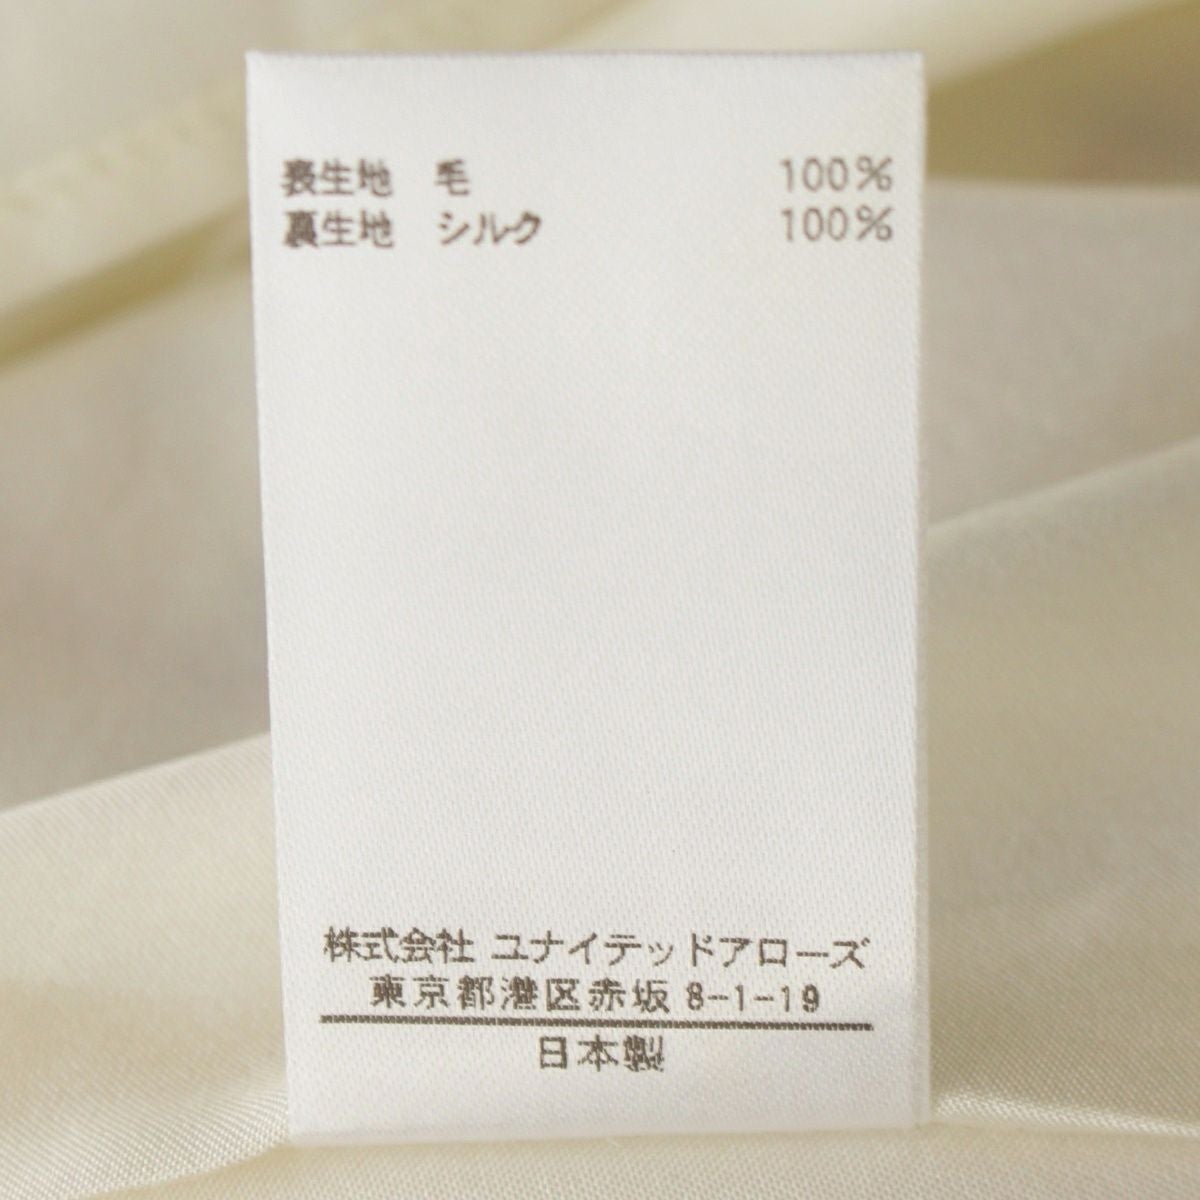 表生地 毛 100%
裏生地 シルク 100%
株式会社 ユナイテッドアローズ
東京都港区赤坂 8-1-19
日本製